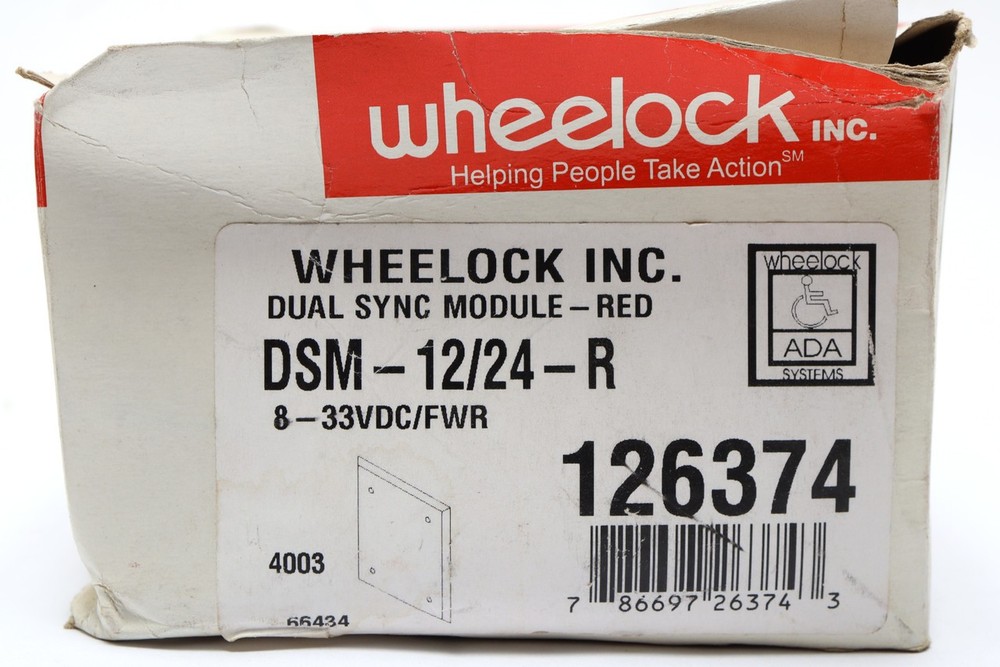 wheelock INC.
Helping People Take Action SM
WHEELOCK INC.
DUAL SYNC MODULE – RED
DSM – 12/24 – R
8 – 33VDC/FWR
wheelock
ADA
SYSTEMS
126374
4003
66434
7 86697 26374 3